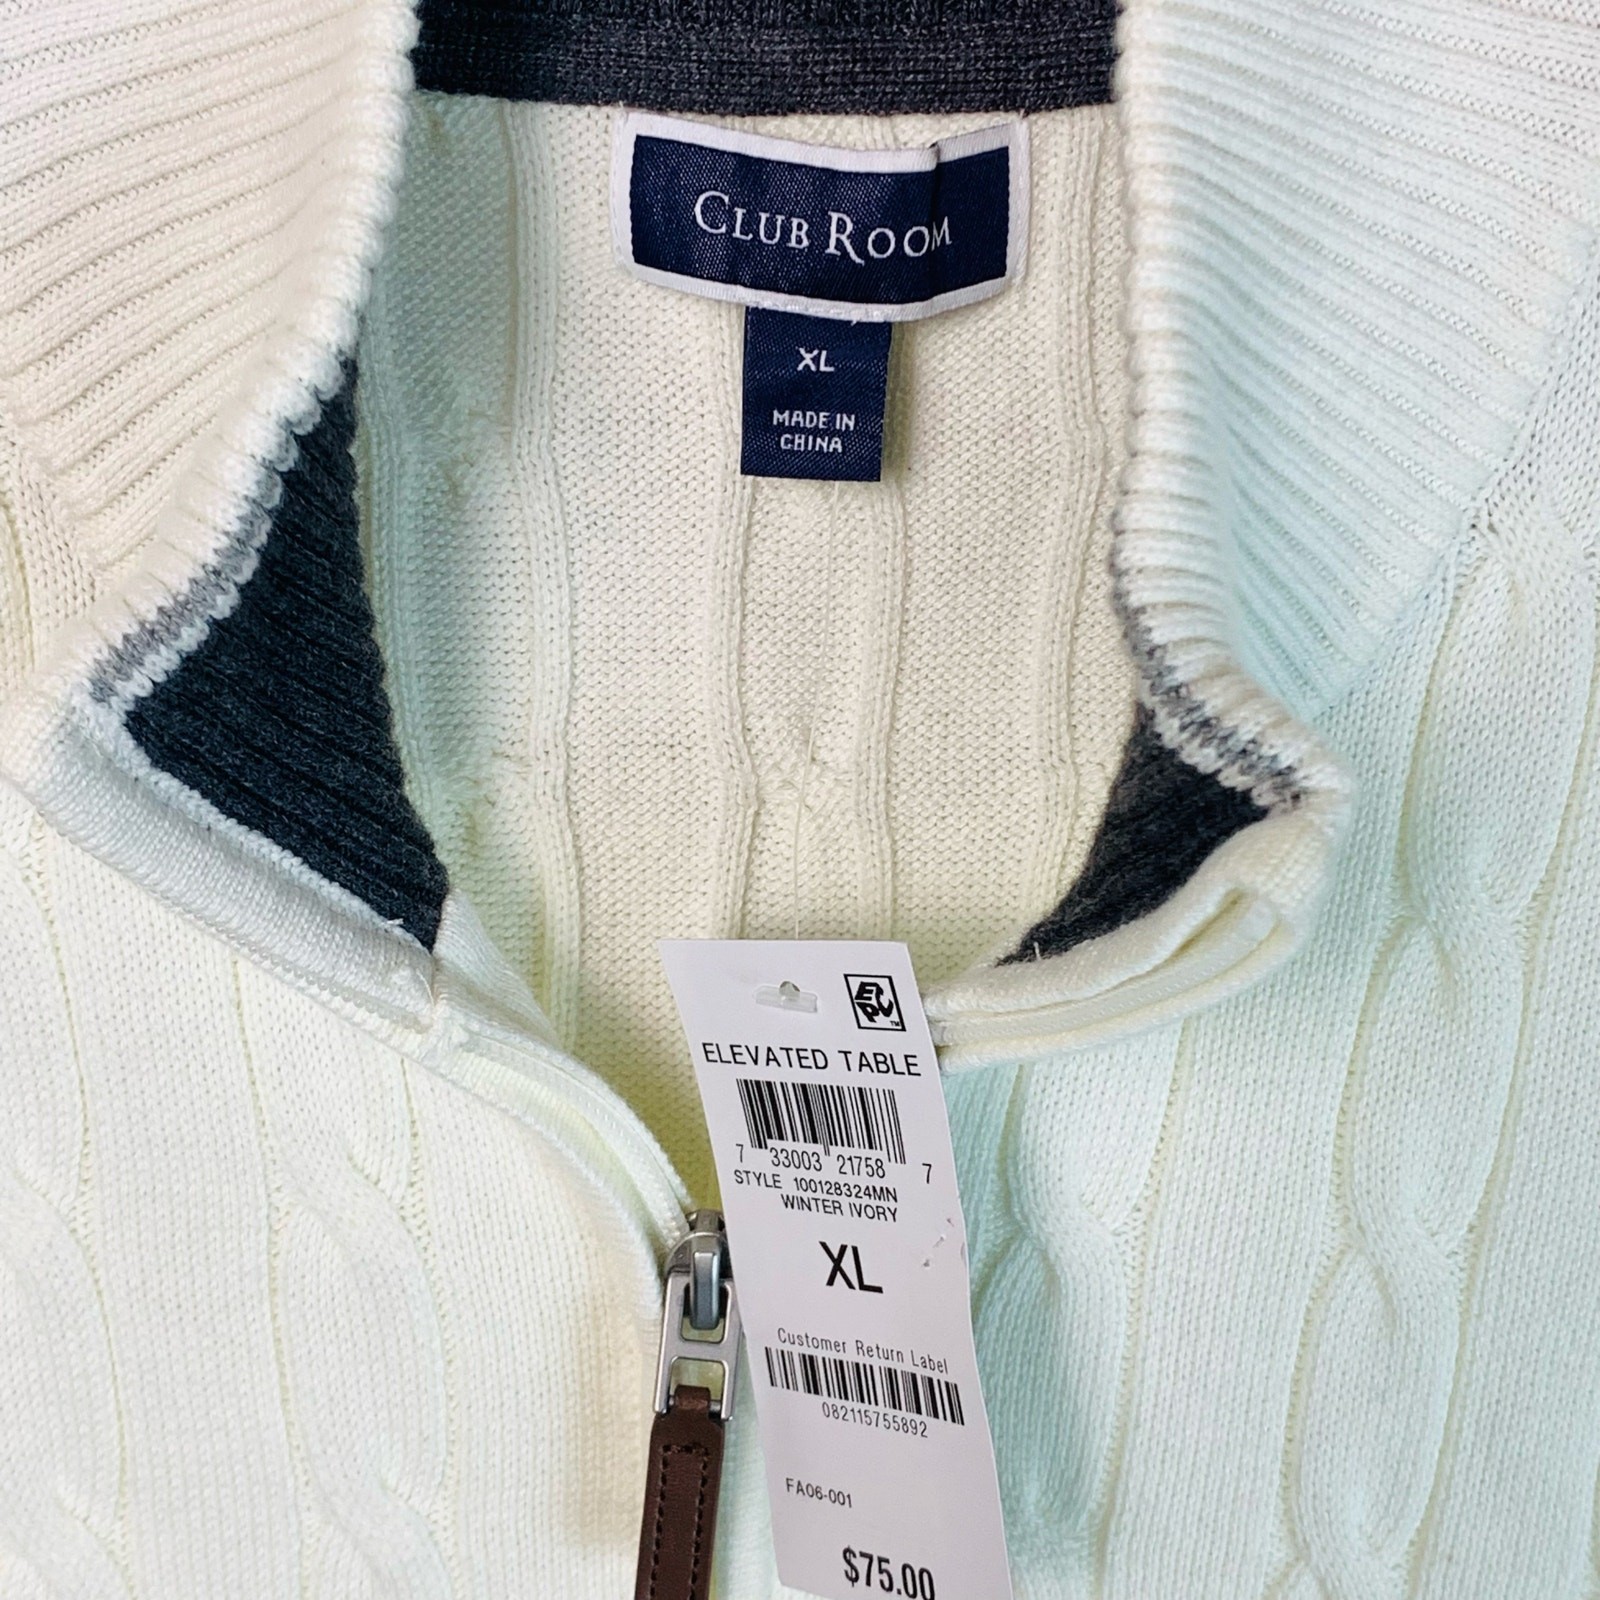 CLUB ROOM
XL
MADE IN
CHINA
EPC™
ELEVATED TABLE
7 33003 21758 7
STYLE 100128324MN
WINTER IVORY
XL
Customer Return Label
082115755892
FA06-001
$75.00